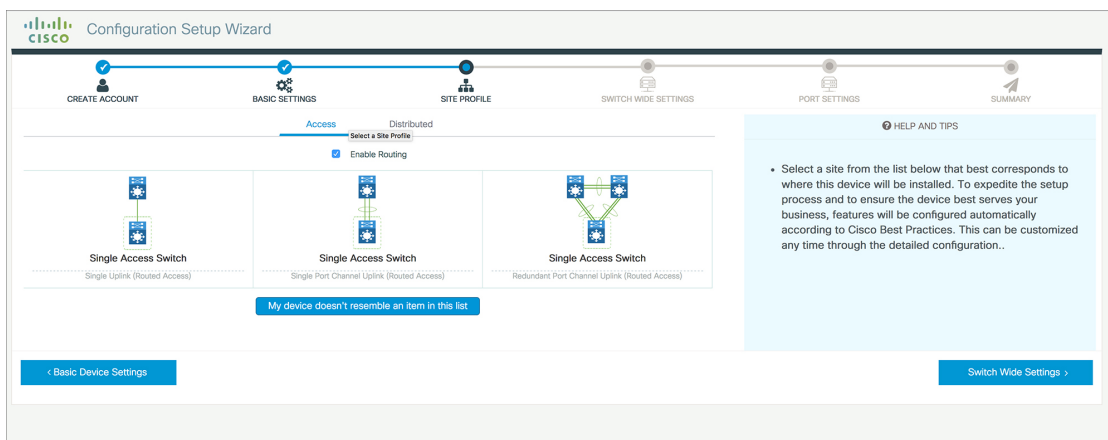 CISCO
Configuration Setup Wizard
CREATE ACCOUNT
BASIC SETTINGS
SITE PROFILE
SWITCH WIDE SETTINGS
PORT SETTINGS
SUMMARY
Access
Distributed
Select a Site Profile
Enable Routing
Single Access Switch
Single Uplink (Routed Access)
Single Access Switch
Single Port Channel Uplink (Routed Access)
Single Access Switch
Redundant Port Channel Uplink (Routed Access)
My device doesn't resemble an item in this list
HELP AND TIPS
• Select a site from the list below that best corresponds to
where this device will be installed. To expedite the setup
process and to ensure the device best serves your
business, features will be configured automatically
according to Cisco Best Practices. This can be customized
any time through the detailed configuration..
< Basic Device Settings
Switch Wide Settings >